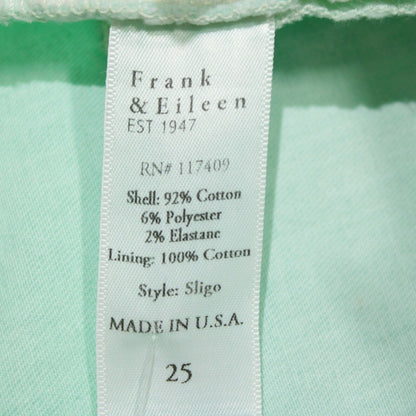 Frank
& Eileen
EST 1947
RN# 117409
Shell: 92% Cotton
6% Polyester
2% Elastane
Lining: 100% Cotton
Style: Sligo
MADE IN U.S.A.
25